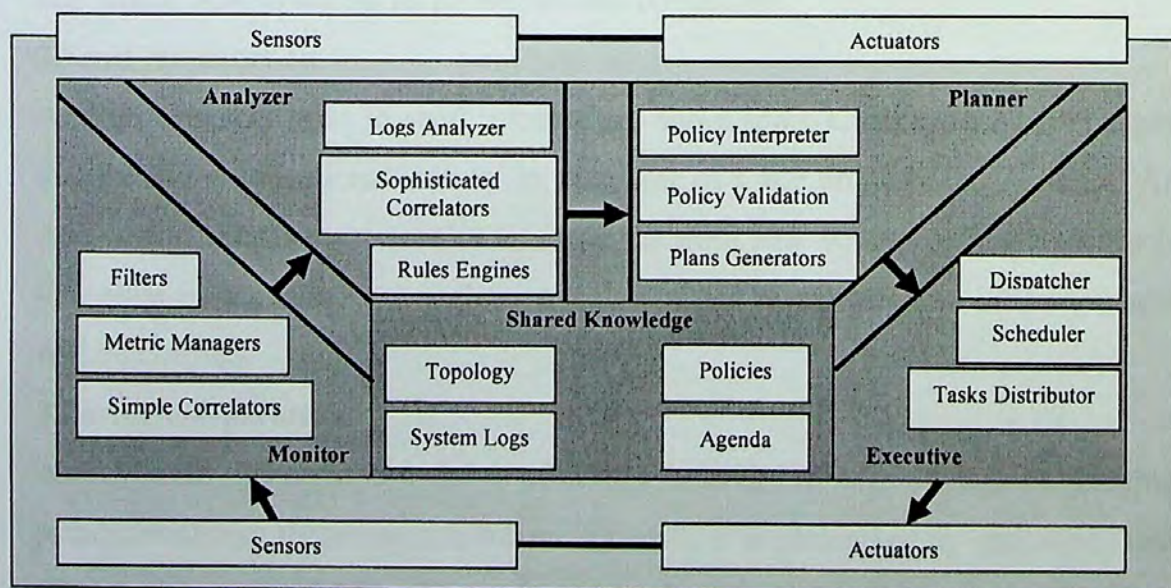 Sensors
Actuators
Analyzer
Planner
Logs Analyzer
Policy Interpreter
Sophisticated
Correlators
Policy Validation
Rules Engines
Plans Generators
Filters
Dispatcher
Shared Knowledge
Metric Managers
Scheduler
Topology
Policies
Simple Correlators
Tasks Distributor
System Logs
Agenda
Monitor
Executive
Sensors
Actuators